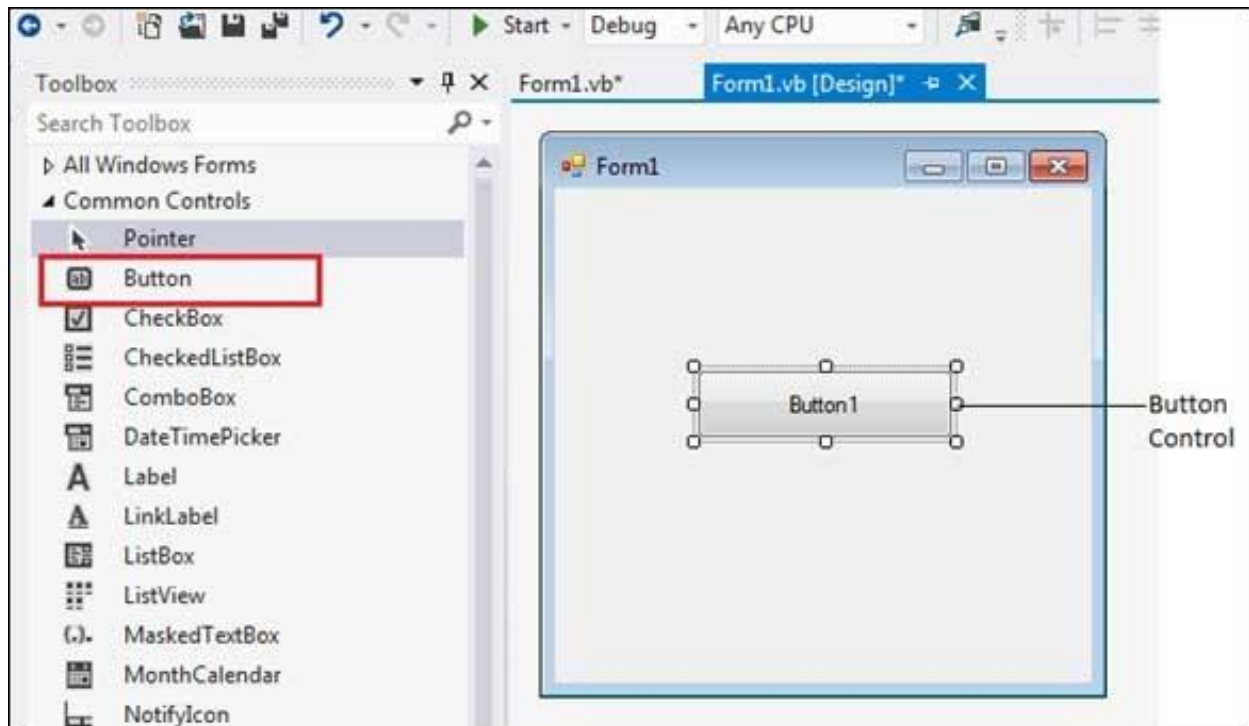 Start Debug Any CPU
Toolbox
Form1.vb* Form1.vb [Design]*
Search Toolbox
All Windows Forms
Common Controls
Pointer
Button
CheckBox
CheckedListBox
ComboBox
DateTimePicker
Label
LinkLabel
ListBox
ListView
MaskedTextBox
MonthCalendar
NotifyIcon
Form1
Button1
Button
Control